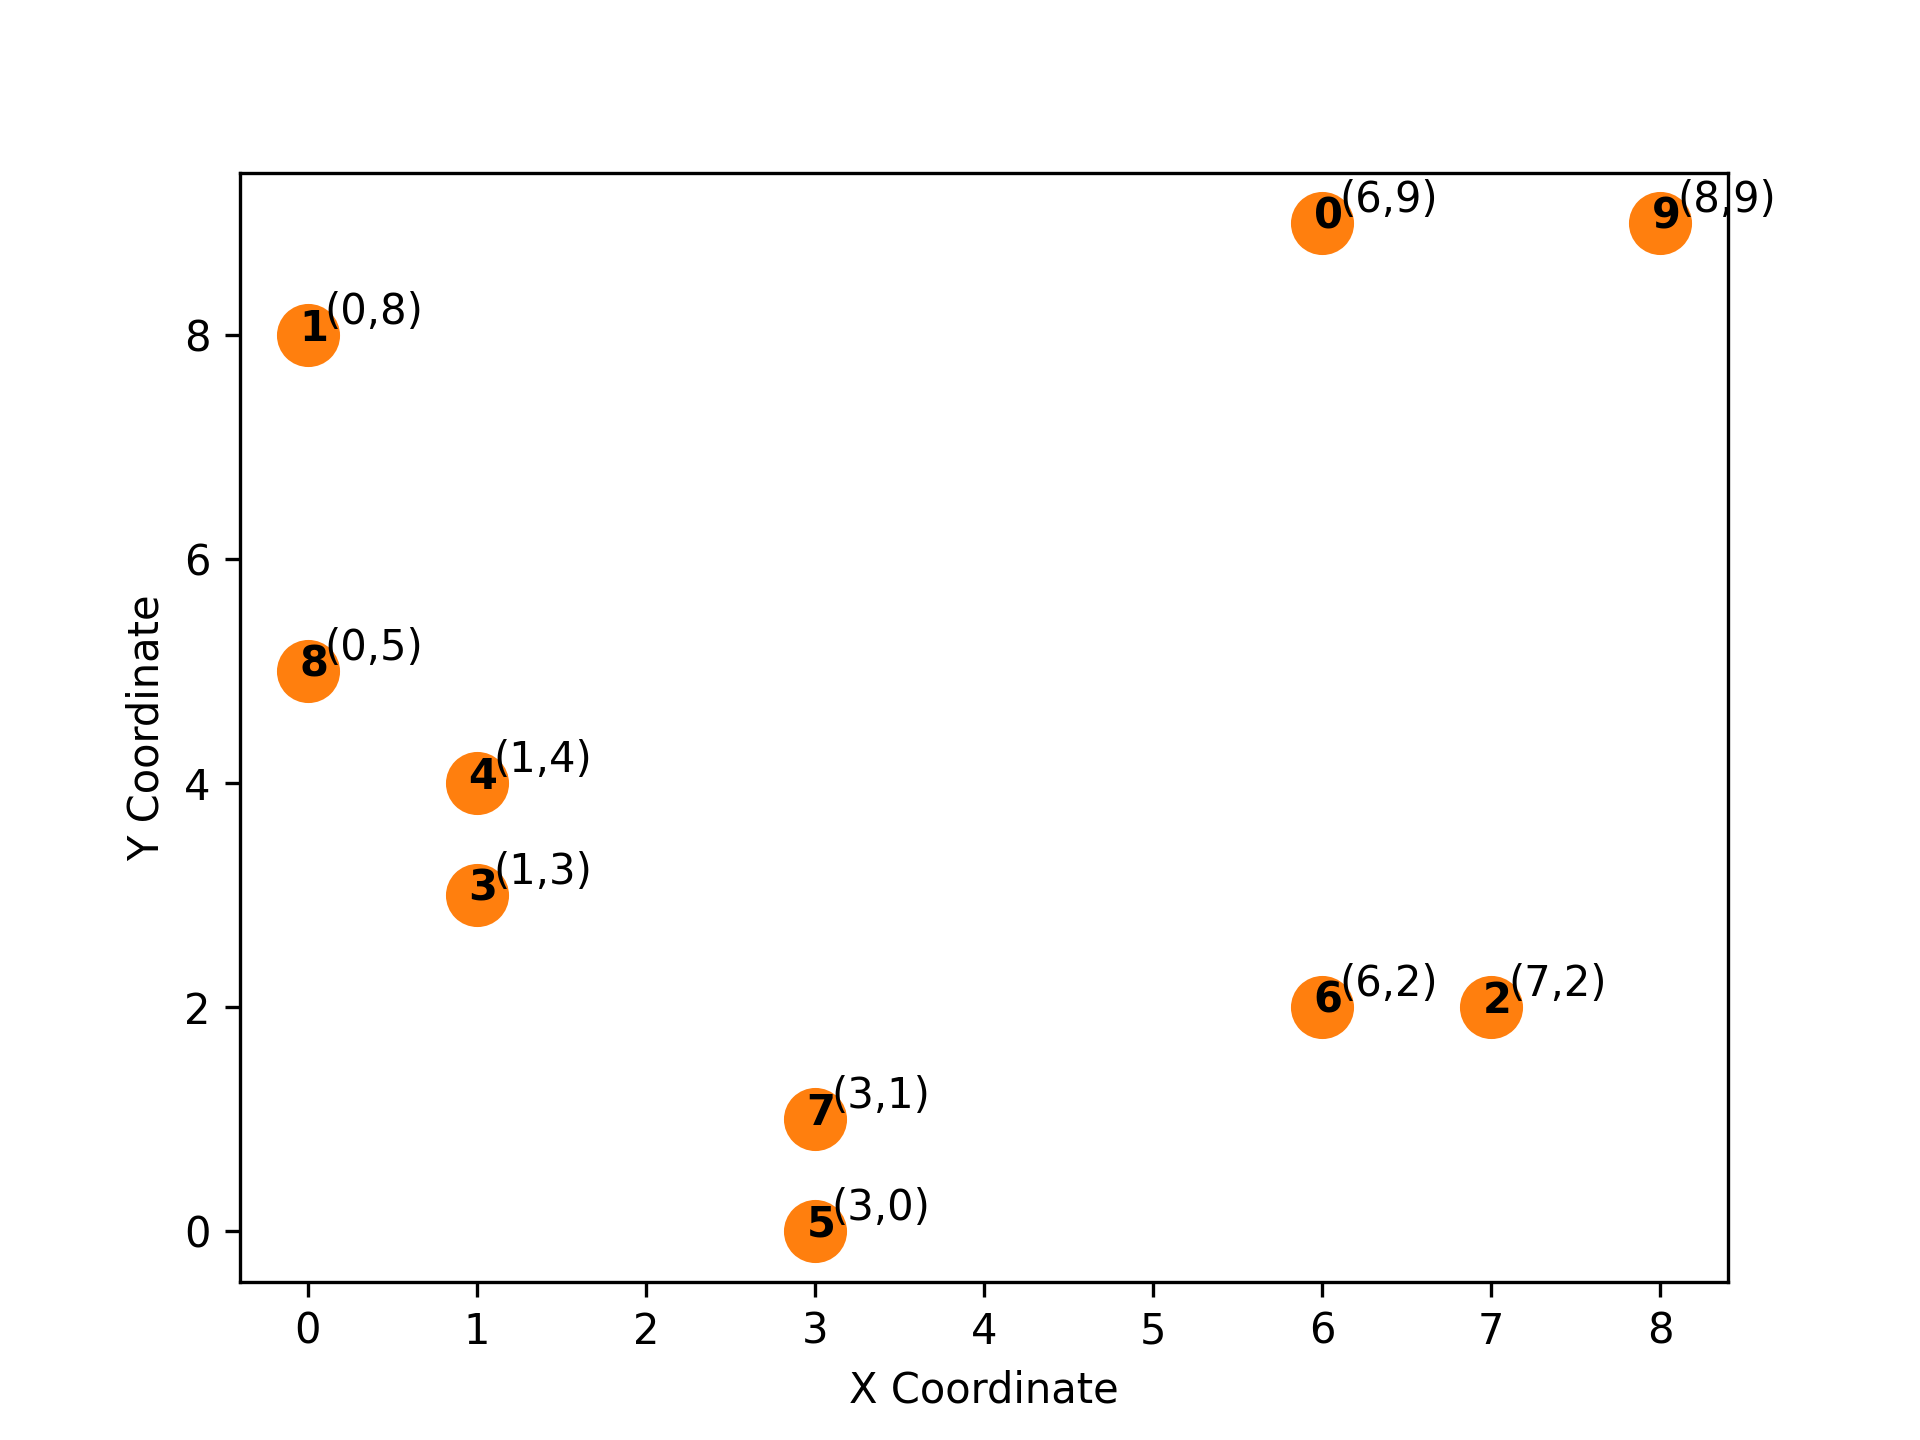 0 (6,9) 9 (8,9)
1 (0,8)
8
6
8 (0,5)
4 (1,4)
4
3 (1,3)
6 (6,2) 2 (7,2)
2
7 (3,1)
5 (3,0)
0
0 1 2 3 4 5 6 7 8
X Coordinate
Y Coordinate